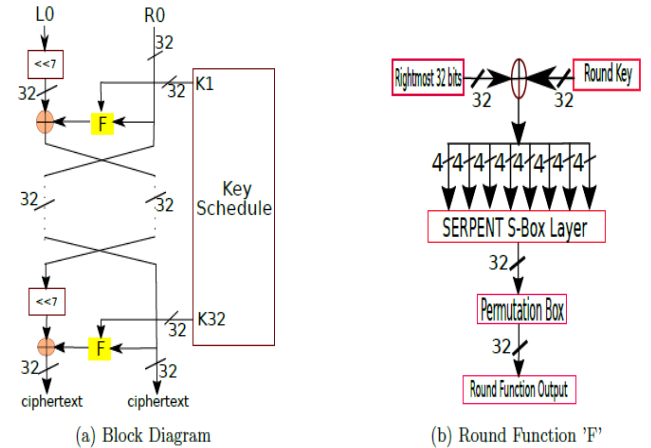 L0 R0
32
<<7
32 K1
32
F
32 32
Key
Schedule
<<7
K32
32
F
32 32
ciphertext ciphertext
(a) Block Diagram
Rightmost 32 bits
Round Key
32 32
4 4 4 4 4 4 4 4
SERPENT S-Box Layer
32
Permutation Box
32
Round Function Output
(b) Round Function 'F'